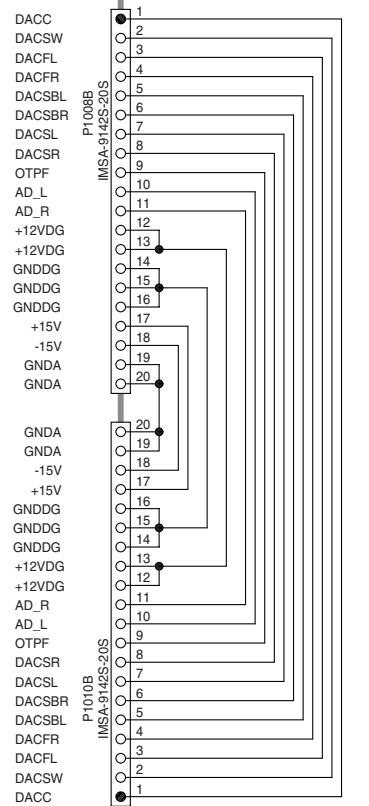 DACC 1
DACSW 2
DACFL 3
DACFR 4
DACSBL 5
DACSBR 6
DACSL 7
DACSR 8
OTPF 9
AD_L 10
AD_R 11
+12VDG 12
+12VDG 13
GNDDG 14
GNDDG 15
GNDDG 16
+15V 17
-15V 18
GNDA 19
GNDA 20
P1008B
IMSA-9142S-20S
GNDA 20
GNDA 19
-15V 18
+15V 17
GNDDG 16
GNDDG 15
GNDDG 14
+12VDG 13
+12VDG 12
AD_R 11
AD_L 10
OTPF 9
DACSR 8
DACSL 7
DACSBR 6
DACSBL 5
DACFR 4
DACFL 3
DACSW 2
DACC 1
P1010B
IMSA-9142S-20S